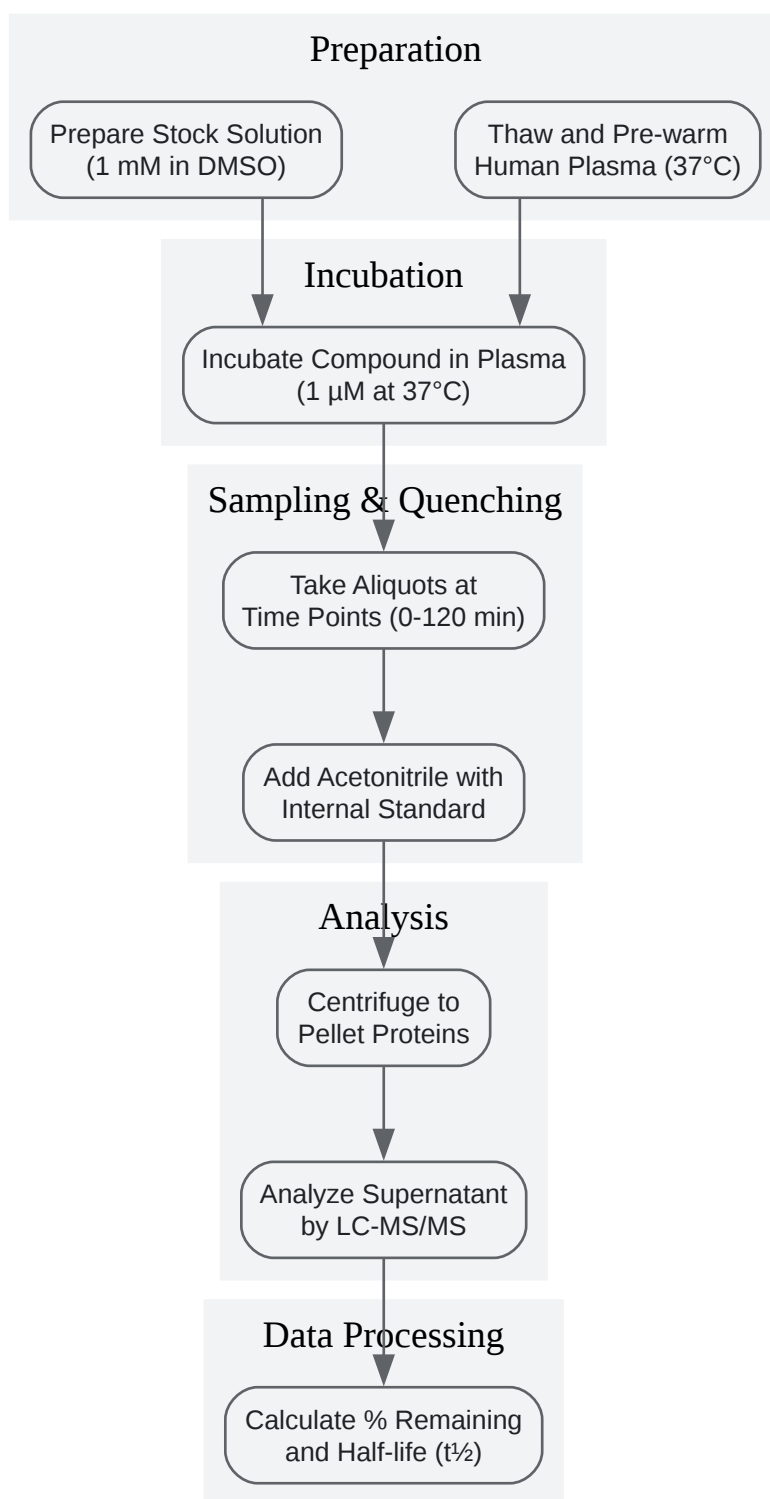 Preparation
Prepare Stock Solution
(1 mM in DMSO)
Thaw and Pre-warm
Human Plasma (37°C)
Incubation
Incubate Compound in Plasma
(1 µM at 37°C)
Sampling & Quenching
Take Aliquots at
Time Points (0-120 min)
Add Acetonitrile with
Internal Standard
Analysis
Centrifuge to
Pellet Proteins
Analyze Supernatant
by LC-MS/MS
Data Processing
Calculate % Remaining
and Half-life (t½)